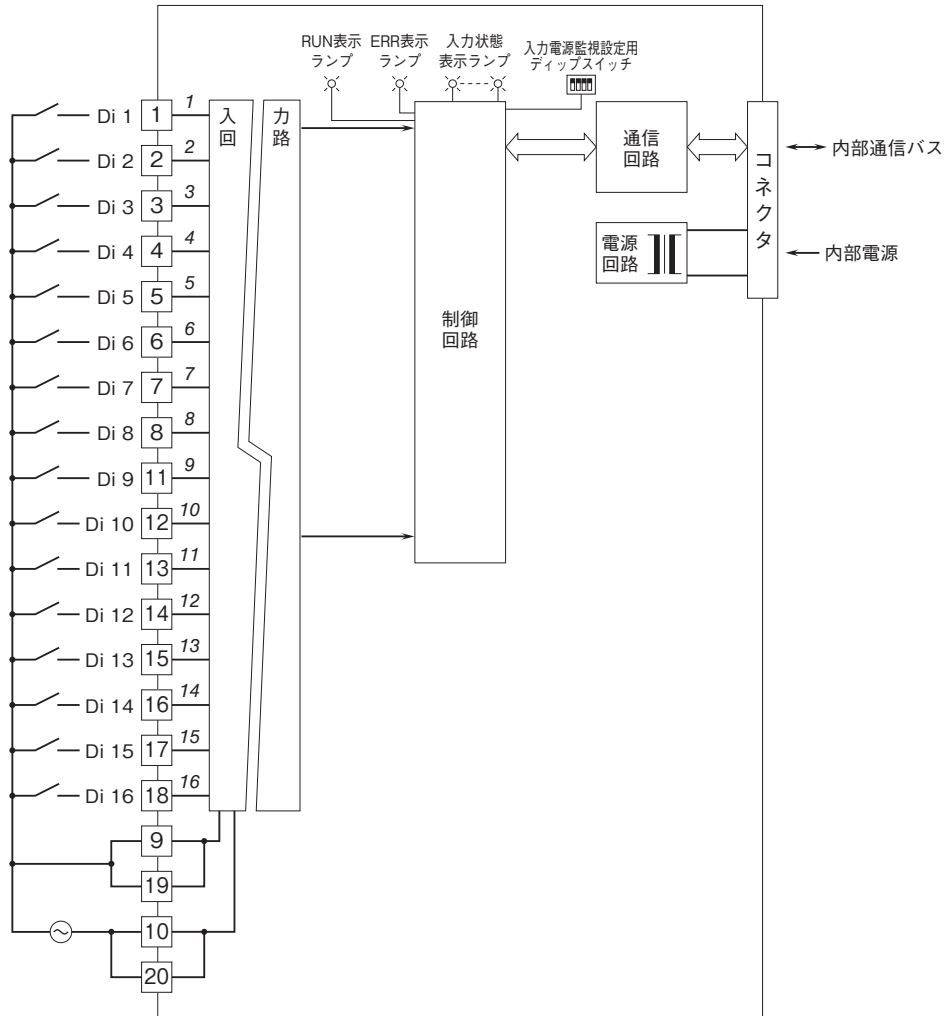 RUN表示
ランプ
ERR表示
ランプ
入力状態
表示ランプ
入力電源監視設定用
ディップスイッチ
Di 1 1 1
Di 2 2 2
Di 3 3 3
Di 4 4 4
Di 5 5 5
Di 6 6 6
Di 7 7 7
Di 8 8 8
Di 9 11 9
Di 10 12 10
Di 11 13 11
Di 12 14 12
Di 13 15 13
Di 14 16 14
Di 15 17 15
Di 16 18 16
9
19
10
20
入力
回路
制御
回路
通信
回路
電源
回路
コネクタ
内部通信バス
内部電源